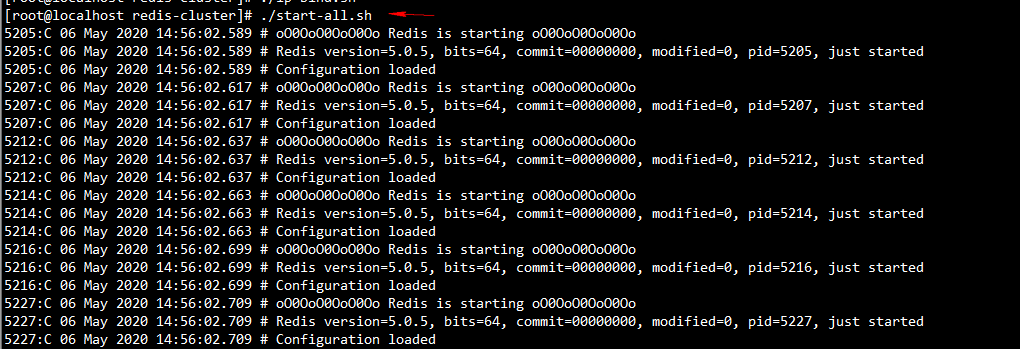 [root@localhost redis-cluster]# ./ip-bind.sh
[root@localhost redis-cluster]# ./start-all.sh
5205:C 06 May 2020 14:56:02.589 # oO0OoO0OoO0Oo Redis is starting oO0OoO0OoO0Oo
5205:C 06 May 2020 14:56:02.589 # Redis version=5.0.5, bits=64, commit=00000000, modified=0, pid=5205, just started
5205:C 06 May 2020 14:56:02.589 # Configuration loaded
5207:C 06 May 2020 14:56:02.617 # oO0OoO0OoO0Oo Redis is starting oO0OoO0OoO0Oo
5207:C 06 May 2020 14:56:02.617 # Redis version=5.0.5, bits=64, commit=00000000, modified=0, pid=5207, just started
5207:C 06 May 2020 14:56:02.617 # Configuration loaded
5212:C 06 May 2020 14:56:02.637 # oO0OoO0OoO0Oo Redis is starting oO0OoO0OoO0Oo
5212:C 06 May 2020 14:56:02.637 # Redis version=5.0.5, bits=64, commit=00000000, modified=0, pid=5212, just started
5212:C 06 May 2020 14:56:02.637 # Configuration loaded
5214:C 06 May 2020 14:56:02.663 # oO0OoO0OoO0Oo Redis is starting oO0OoO0OoO0Oo
5214:C 06 May 2020 14:56:02.663 # Redis version=5.0.5, bits=64, commit=00000000, modified=0, pid=5214, just started
5214:C 06 May 2020 14:56:02.663 # Configuration loaded
5216:C 06 May 2020 14:56:02.699 # oO0OoO0OoO0Oo Redis is starting oO0OoO0OoO0Oo
5216:C 06 May 2020 14:56:02.699 # Redis version=5.0.5, bits=64, commit=00000000, modified=0, pid=5216, just started
5216:C 06 May 2020 14:56:02.699 # Configuration loaded
5227:C 06 May 2020 14:56:02.709 # oO0OoO0OoO0Oo Redis is starting oO0OoO0OoO0Oo
5227:C 06 May 2020 14:56:02.709 # Redis version=5.0.5, bits=64, commit=00000000, modified=0, pid=5227, just started
5227:C 06 May 2020 14:56:02.709 # Configuration loaded